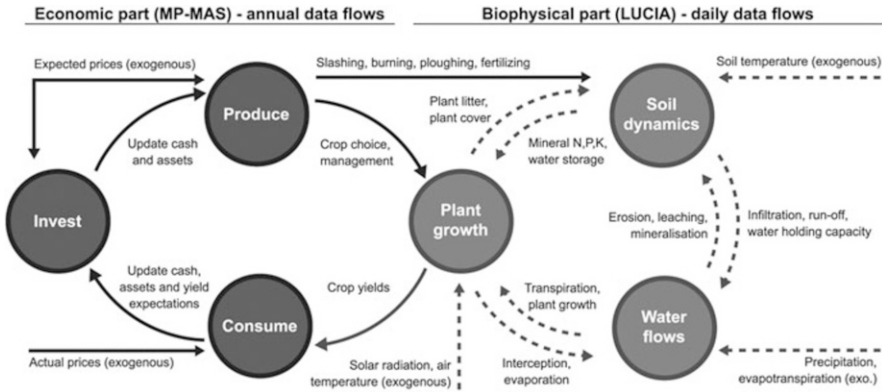 Economic part (MP-MAS) - annual data flows
Biophysical part (LUCIA) - daily data flows
Expected prices (exogenous)
Slashing, burning, ploughing, fertilizing
Soil temperature (exogenous)
Produce
Plant litter,
plant cover
Soil
dynamics
Update cash
and assets
Crop choice,
management
Mineral N,P,K,
water storage
Invest
Plant
growth
Erosion, leaching,
mineralisation
Infiltration, run-off,
water holding capacity
Update cash,
assets and yield
expectations
Crop yields
Transpiration,
plant growth
Consume
Water
flows
Actual prices (exogenous)
Solar radiation, air
temperature (exogenous)
Interception,
evaporation
Precipitation,
evapotranspiration (exo.)